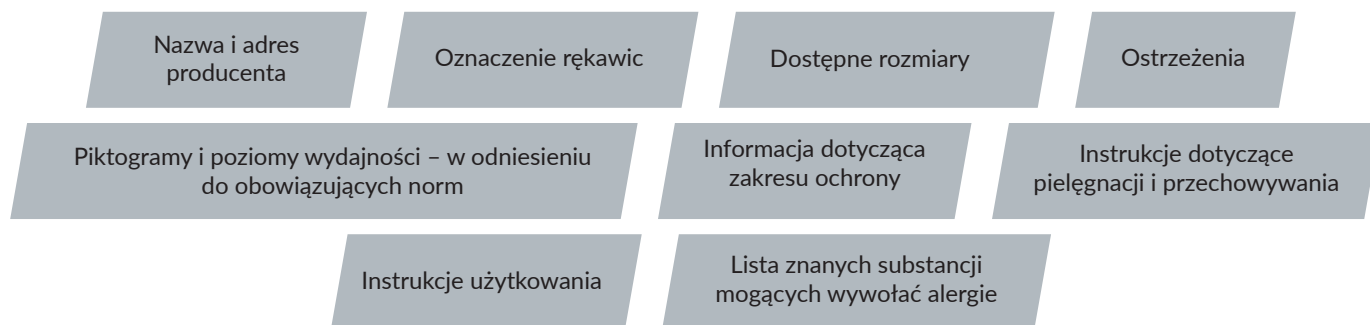 Nazwa i adres
producenta
Oznaczenie rękawic
Dostępne rozmiary
Ostrzeżenia
Piktogramy i poziomy wydajności – w odniesieniu
do obowiązujących norm
Informacja dotycząca
zakresu ochrony
Instrukcje dotyczące
pielęgnacji i przechowywania
Instrukcje użytkowania
Lista znanych substancji
mogących wywołać alergie